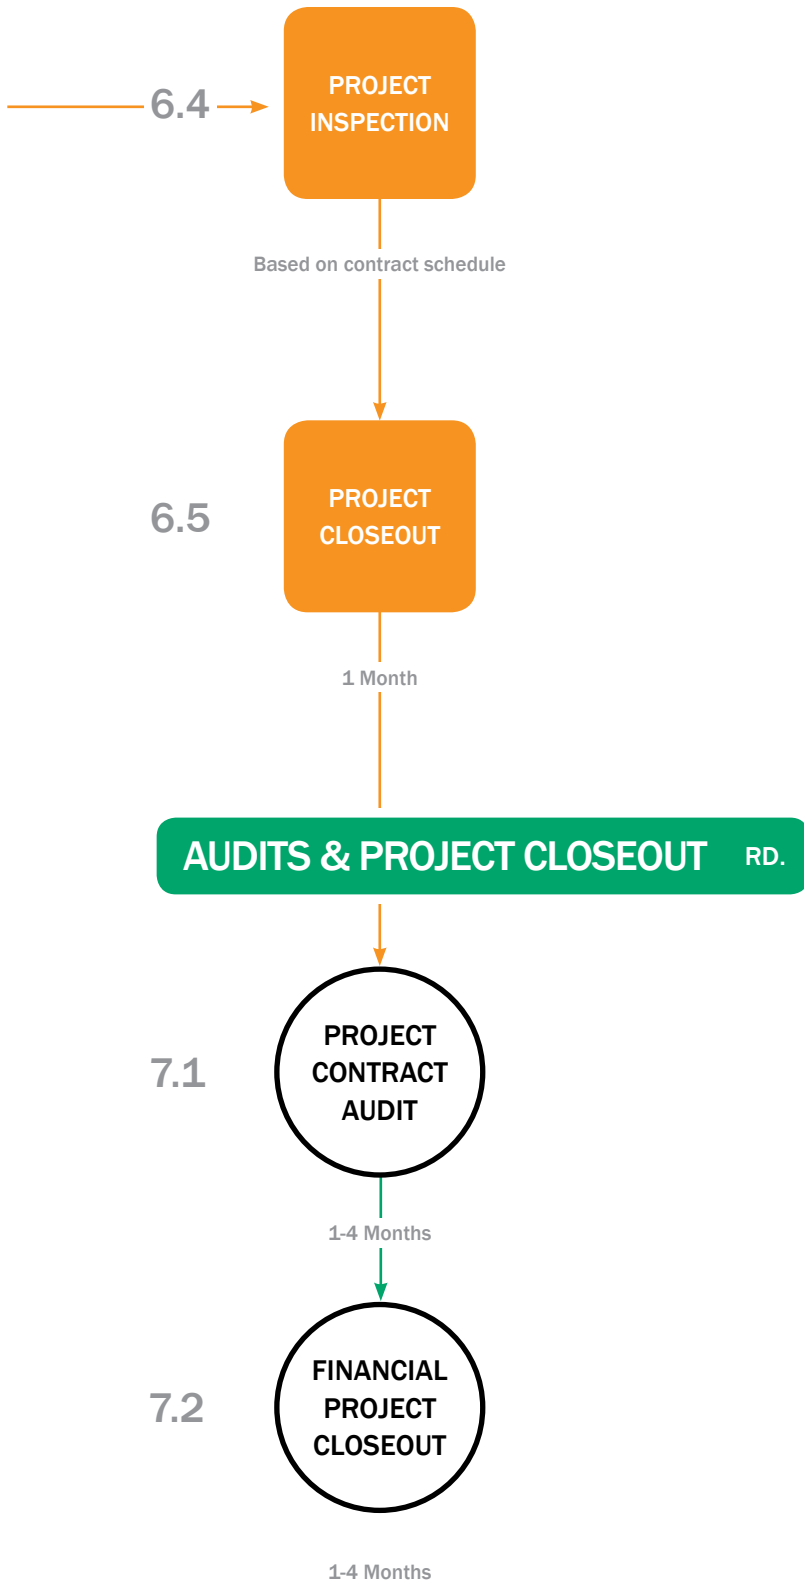 6.4
PROJECT
INSPECTION
Based on contract schedule
6.5
PROJECT
CLOSEOUT
1 Month
AUDITS & PROJECT CLOSEOUT RD.
7.1
PROJECT
CONTRACT
AUDIT
1-4 Months
7.2
FINANCIAL
PROJECT
CLOSEOUT
1-4 Months